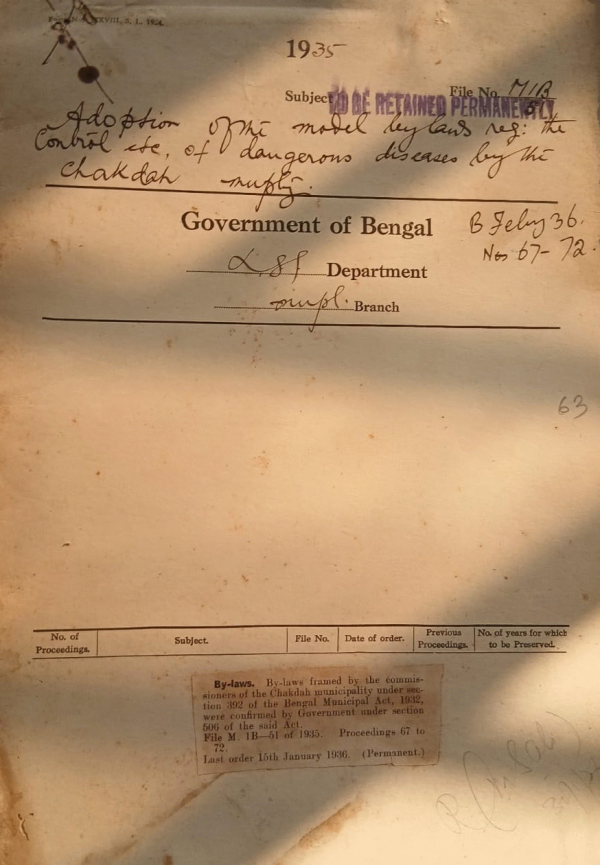 XXVIII, S. I., 1924.
1935
Subject File No. M1B
TO BE RETAINED PERMANENTLY
Adoption of the model by laws reg: the
Control etc. of dangerous diseases by the
Chakdah muplty.
Government of Bengal
B Feby 36.
Nos 67-72.
LSG Department
mupl. Branch
63
No. of Proceedings. Subject. File No. Date of order. Previous Proceedings. No. of years for which to be Preserved.
By-laws. By-laws framed by the commis-
sioners of the Chakdah municipality under sec-
tion 392 of the Bengal Municipal Act, 1932,
were confirmed by Government under section
506 of the said Act.
File M. 1B—51 of 1935. Proceedings 67 to
72.
Last order 15th January 1936. (Permanent.)